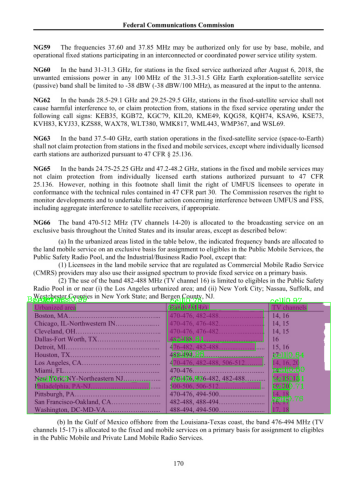 Federal Communications Commission
NG59 The frequencies 37.60 and 37.85 MHz may be authorized only for use by base, mobile, and
operational fixed stations participating in an interconnected or coordinated power service utility system.
NG60 In the band 31-31.3 GHz, for stations in the fixed service authorized after August 6, 2018, the
unwanted emissions power in any 100 MHz of the 31.3-31.5 GHz Earth exploration-satellite service
(passive) band shall be limited to -38 dBW (-38 dBW/100 MHz), as measured at the input to the antenna.
NG62 In the bands 28.5-29.1 GHz and 29.25-29.5 GHz, stations in the fixed-satellite service shall not
cause harmful interference to, or claim protection from, stations in the fixed service operating under the
following call signs: KEB35, KGB72, KGC79, KIL20, KME49, KQG58, KQH74, KSA96, KSE73,
KVH83, KYJ33, KZS88, WAX78, WLT380, WMK817, WML443, WMP367, and WSL69.
NG63 In the band 37.5-40 GHz, earth station operations in the fixed-satellite service (space-to-Earth)
shall not claim protection from stations in the fixed and mobile services, except where individually licensed
earth stations are authorized pursuant to 47 CFR § 25.136.
NG65 In the bands 24.75-25.25 GHz and 47.2-48.2 GHz, stations in the fixed and mobile services may
not claim protection from individually licensed earth stations authorized pursuant to 47 CFR
25.136. However, nothing in this footnote shall limit the right of UMFUS licensees to operate in
conformance with the technical rules contained in 47 CFR part 30. The Commission reserves the right to
monitor developments and to undertake further action concerning interference between UMFUS and FSS,
including aggregate interference to satellite receivers, if appropriate.
NG66 The band 470-512 MHz (TV channels 14-20) is allocated to the broadcasting service on an
exclusive basis throughout the United States and its insular areas, except as described below:
(a) In the urbanized areas listed in the table below, the indicated frequency bands are allocated to
the land mobile service on an exclusive basis for assignment to eligibles in the Public Mobile Services, the
Public Safety Radio Pool, and the Industrial/Business Radio Pool, except that:
(1) Licensees in the land mobile service that are regulated as Commercial Mobile Radio Service
(CMRS) providers may also use their assigned spectrum to provide fixed service on a primary basis.
(2) The use of the band 482-488 MHz (TV channel 16) is limited to eligibles in the Public Safety
Radio Pool in or near (i) the Los Angeles urbanized area; and (ii) New York City; Nassau, Suffolk, and
Westchester Counties in New York State; and Bergen County, NJ.
Urbanized area TV channels
Boston, MA 470-476, 482-488 14, 16
Chicago, IL-Northwestern IN 470-476, 476-482 14, 15
Cleveland, OH 470-476, 476-482 14, 15
Dallas-Fort Worth, TX 16
Detroit, MI 476-482, 482-488 15, 16
Houston, TX 488-494 17
Los Angeles, CA 470-476, 482-488, 506-512
Miami, FL 470-476
New York, NY-Northeastern NJ 470-476, 476-482, 482-488
Philadelphia, PA-NJ 500-506, 506-512
Pittsburgh, PA 470-476, 494-500
San Francisco-Oakland, CA 482-488, 488-494
Washington, DC-MD-VA 488-494, 494-500
(b) In the Gulf of Mexico offshore from the Louisiana-Texas coast, the band 476-494 MHz (TV
channels 15-17) is allocated to the fixed and mobile services on a primary basis for assignment to eligibles
in the Public Mobile and Private Land Mobile Radio Services.
170